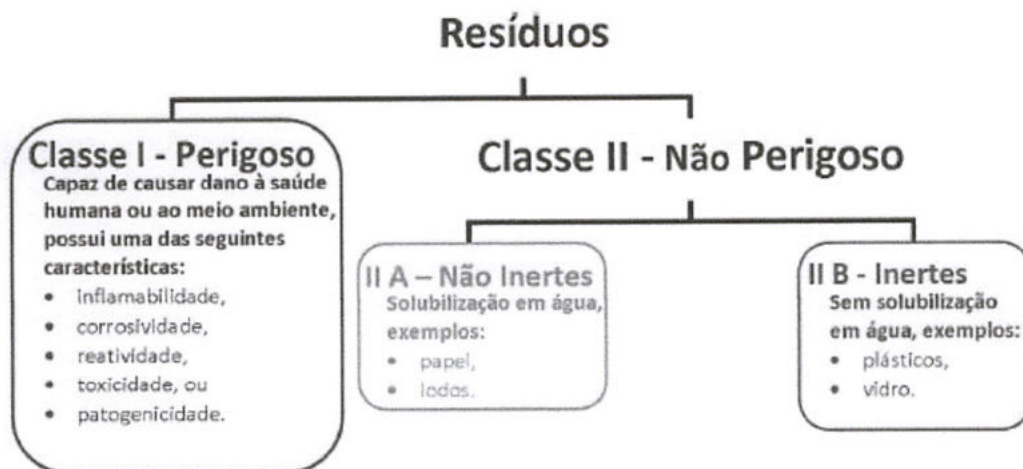 Resíduos
Classe I - Perigoso
Capaz de causar dano à saúde
humana ou ao meio ambiente,
possui uma das seguintes
características:
• inflamabilidade,
• corrosividade,
• reatividade,
• toxicidade, ou
• patogenicidade.
Classe II - Não Perigoso
II A – Não Inertes
Solubilização em água,
exemplos:
• papel,
• lodos.
II B - Inertes
Sem solubilização
em água, exemplos:
• plásticos,
• vidro.